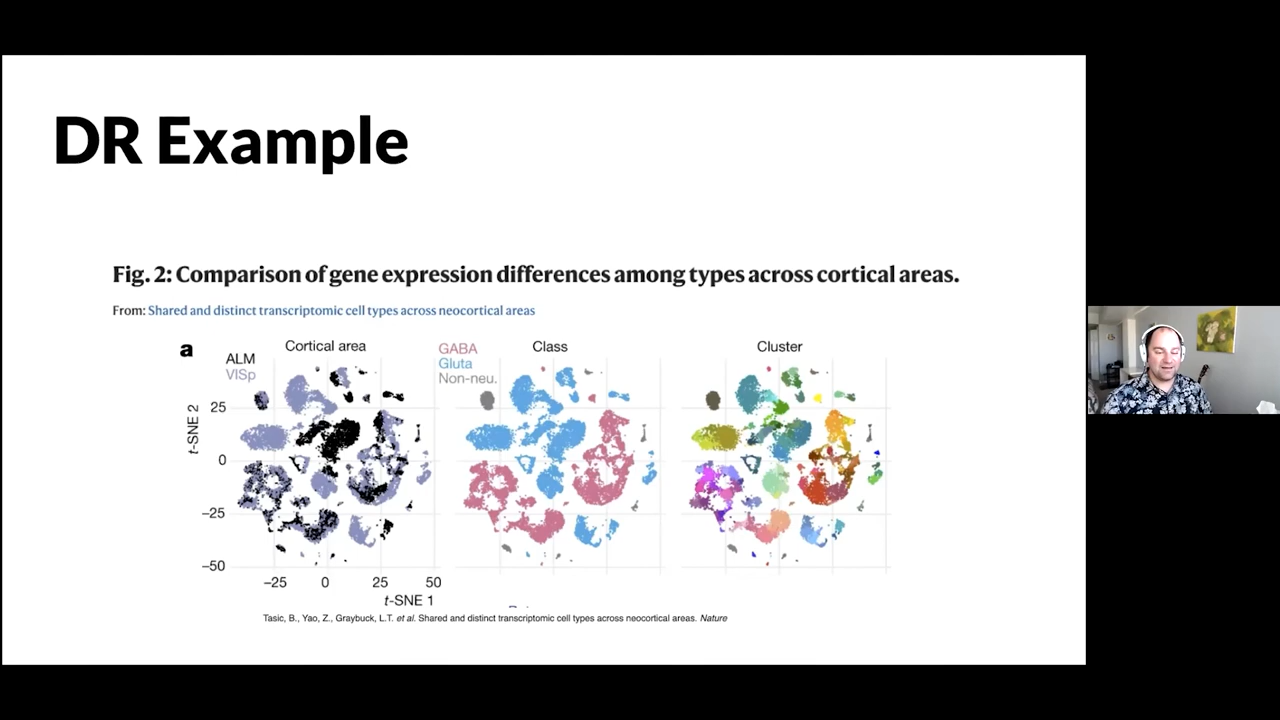 DR Example
Fig. 2: Comparison of gene expression differences among types across cortical areas.
From: Shared and distinct transcriptomic cell types across neocortical areas
a
Cortical area
ALM
VISp
GABA
Gluta
Non-neu.
Class
Cluster
t-SNE 2
25
0
−25
−50
−25 0 25 50
t-SNE 1
Tasic, B., Yao, Z., Graybuck, L.T. et al. Shared and distinct transcriptomic cell types across neocortical areas. Nature